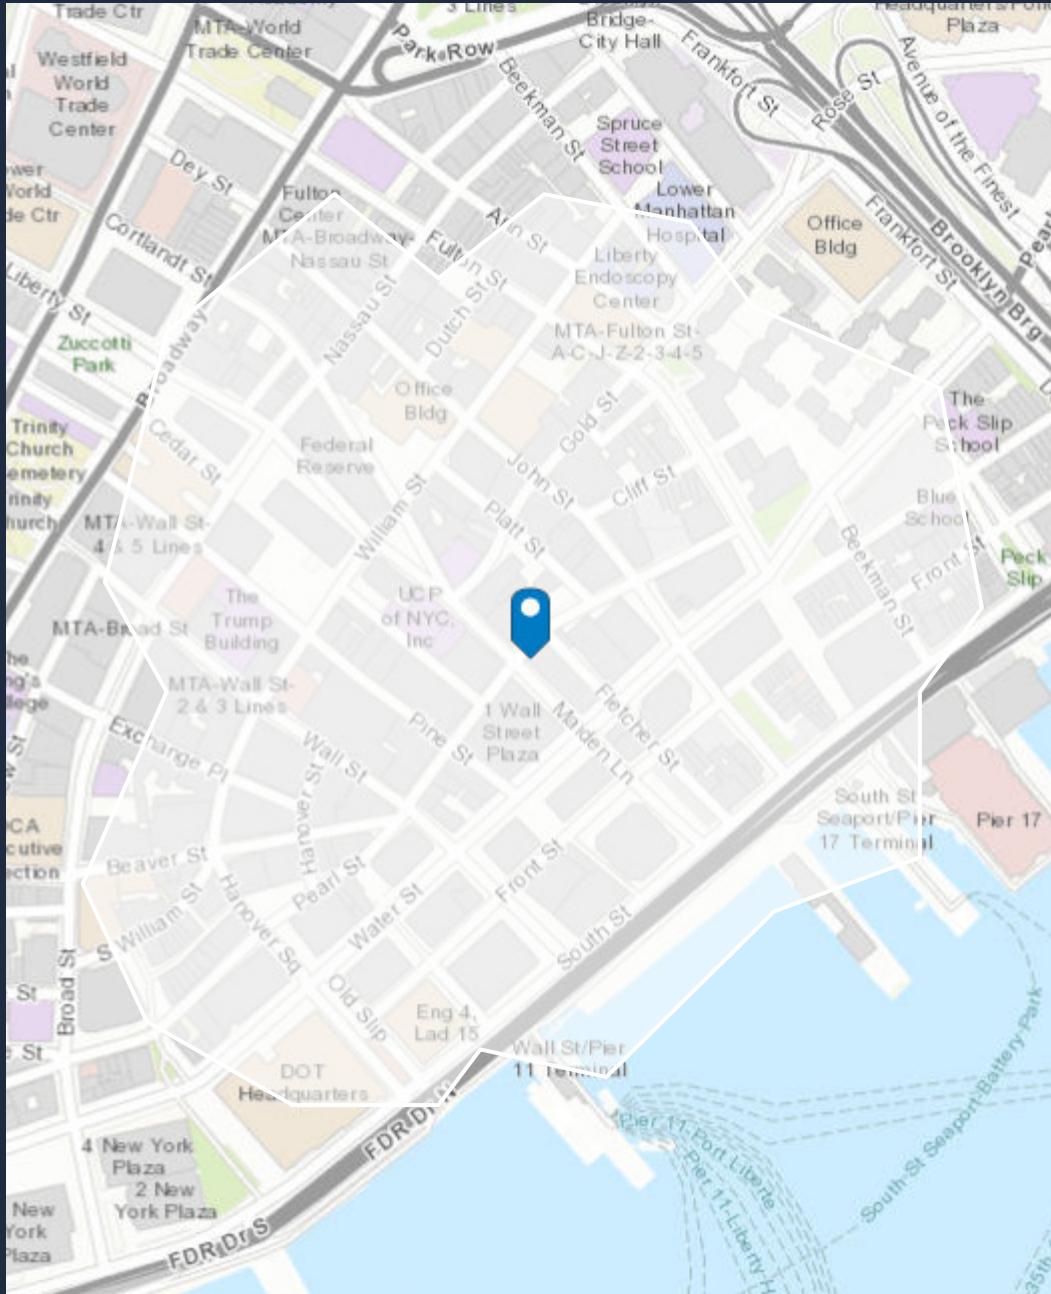 Trade Ctr
3 Lines
Bridge-
City Hall
Plaza
MTA-World
Trade Center
Park Row
Westfield
World
Trade
Center
Beekman St
Frankfort St
Rose St
Avenue of the Finest
Spruce
Street
School
Dey St
World
Fulton
Center
MTA-Broadway-
Nassau St
Lower
Manhattan
Hospital
Office
Bldg
Frankfort St
Brooklyn Brg
Cortlandt St
Liberty St
Ann St
Fulton St
Liberty
Endoscopy
Center
Zuccotti
Park
Broadway
Nassau St
Dutch St
MTA-Fulton St-
A-C-J-Z-2-3-4-5
Office
Bldg
The
Peck Slip
School
Trinity
Church
Cedar St
Federal
Reserve
Gold St
John St
Cliff St
William St
Platt St
Blue
School
Beekman St
Front St
Peck
Slip
MTA-Wall St-
4 & 5 Lines
MTA-Broad St
The
Trump
Building
UCP
of NYC,
Inc
MTA-Wall St-
2 & 3 Lines
Exchange Pl
Wall St
Pine St
1 Wall
Street
Plaza
Maiden Ln
Fletcher St
Hanover St
South St
Seaport/Pier
17 Terminal
Pier 17
Beaver St
William St
Hanover Sq
Pearl St
Water St
Front St
South St
S
St
Broad St
Old Slip
Eng 4,
Lad 15
St
Wall St/Pier
11 Terminal
DOT
Headquarters
FDR Dr N
4 New York
Plaza
2 New
York Plaza
New
York
Plaza
FDR Dr S
Pier 11-Port Liberte
Pier 11-Liberty H
South-St Seaport-Battery-Park
35th